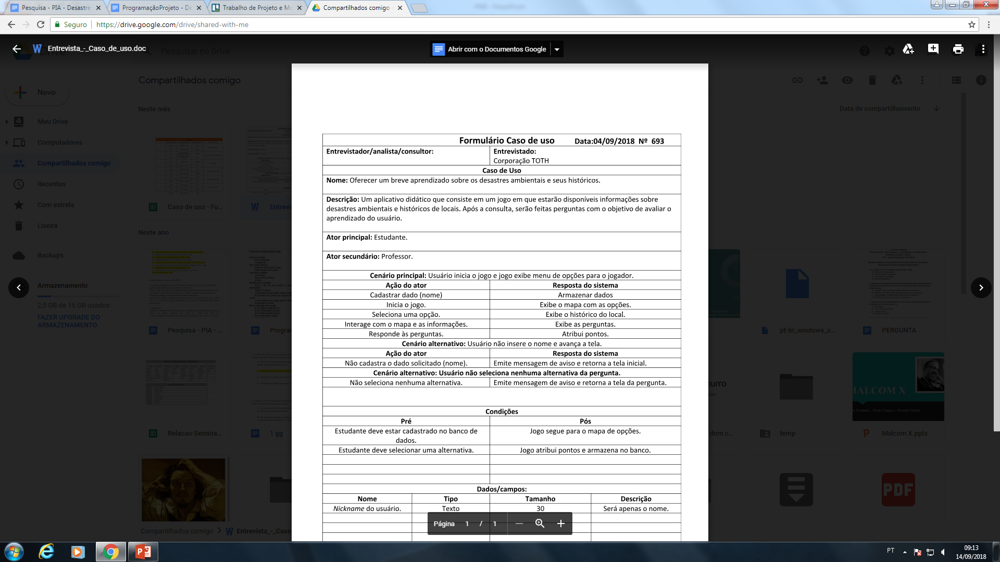 Pesquisa - PIA - Desastre
ProgramaçãoProjeto - De
Trabalho de Projeto e Mo
Compartilhados comigo -
Seguro
https://drive.google.com/drive/shared-with-me
Entrevista_-_Caso_de_uso.doc
Pesquisar no Drive
Abrir com o Documentos Google
Novo
Compartilhados comigo
Neste mês
Data de compartilhamento
Meu Drive
Computadores
Compartilhados comigo
Recentes
Com estrela
Lixeira
Backups
Armazenamento
2,5 GB de 15 GB usados
FAZER UPGRADE DO
ARMAZENAMENTO
Caso de uso - Fu...
Entrevis
Neste ano
Pesquisa - PIA - ...
Program
Relacao-Semina...
1 gg
pt-br_windows_x...
PERGUNTA
temp
Malcom X.pptx
MALCOM X
PDF
Formulário Caso de uso Data:04/09/2018 Nº 693
Entrevistador/analista/consultor:
Entrevistado:
Corporação TOTH
Caso de Uso
Nome: Oferecer um breve aprendizado sobre os desastres ambientais e seus históricos.
Descrição: Um aplicativo didático que consiste em um jogo em que estarão disponíveis informações sobre
desastres ambientais e históricos de locais. Após a consulta, serão feitas perguntas com o objetivo de avaliar o
aprendizado do usuário.
Ator principal: Estudante.
Ator secundário: Professor.
Cenário principal: Usuário inicia o jogo e jogo exibe menu de opções para o jogador.
Ação do ator Resposta do sistema
Cadastrar dado (nome) Armazenar dados
Inicia o jogo. Exibe o mapa com as opções.
Seleciona uma opção. Exibe o histórico do local.
Interage com o mapa e as informações. Exibe as perguntas.
Responde às perguntas. Atribui pontos.
Cenário alternativo: Usuário não insere o nome e avança a tela.
Ação do ator Resposta do sistema
Não cadastra o dado solicitado (nome). Emite mensagem de aviso e retorna a tela inicial.
Cenário alternativo: Usuário não seleciona nenhuma alternativa da pergunta.
Não seleciona nenhuma alternativa. Emite mensagem de aviso e retorna a tela da pergunta.
Condições
Pré Pós
Estudante deve estar cadastrado no banco de
dados.
Jogo segue para o mapa de opções.
Estudante deve selecionar uma alternativa. Jogo atribui pontos e armazena no banco.
Dados/campos:
Nome Tipo Tamanho Descrição
Nickname do usuário. Texto 30 Será apenas o nome.
Página 1 / 1
Compartilhados comigo > Entrevista_-_Caso
PT
09:13
14/09/2018